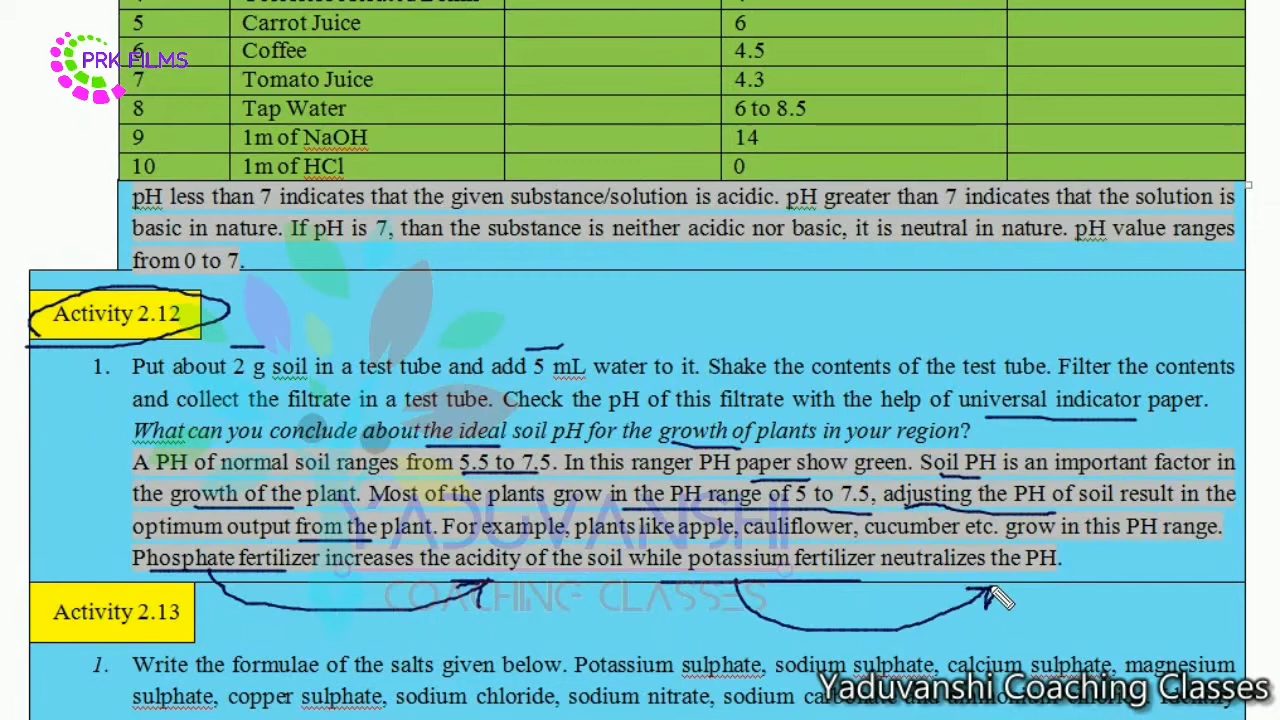 5 Carrot Juice 6
6 Coffee 4.5
PRK FILMS
7 Tomato Juice 4.3
8 Tap Water 6 to 8.5
9 1m of NaOH 14
10 1m of HCl 0
pH less than 7 indicates that the given substance/solution is acidic. pH greater than 7 indicates that the solution is
basic in nature. If pH is 7, than the substance is neither acidic nor basic, it is neutral in nature. pH value ranges
from 0 to 7.
Activity 2.12
1. Put about 2 g soil in a test tube and add 5 mL water to it. Shake the contents of the test tube. Filter the contents
and collect the filtrate in a test tube. Check the pH of this filtrate with the help of universal indicator paper.
What can you conclude about the ideal soil pH for the growth of plants in your region?
A PH of normal soil ranges from 5.5 to 7.5. In this ranger PH paper show green. Soil PH is an important factor in
the growth of the plant. Most of the plants grow in the PH range of 5 to 7.5, adjusting the PH of soil result in the
optimum output from the plant. For example, plants like apple, cauliflower, cucumber etc. grow in this PH range.
Phosphate fertilizer increases the acidity of the soil while potassium fertilizer neutralizes the PH.
YADUVANSHI
COACHING CLASSES
Activity 2.13
1. Write the formulae of the salts given below. Potassium sulphate, sodium sulphate, calcium sulphate, magnesium
sulphate, copper sulphate, sodium chloride, sodium nitrate, sodium
Yaduvanshi Coaching Classes